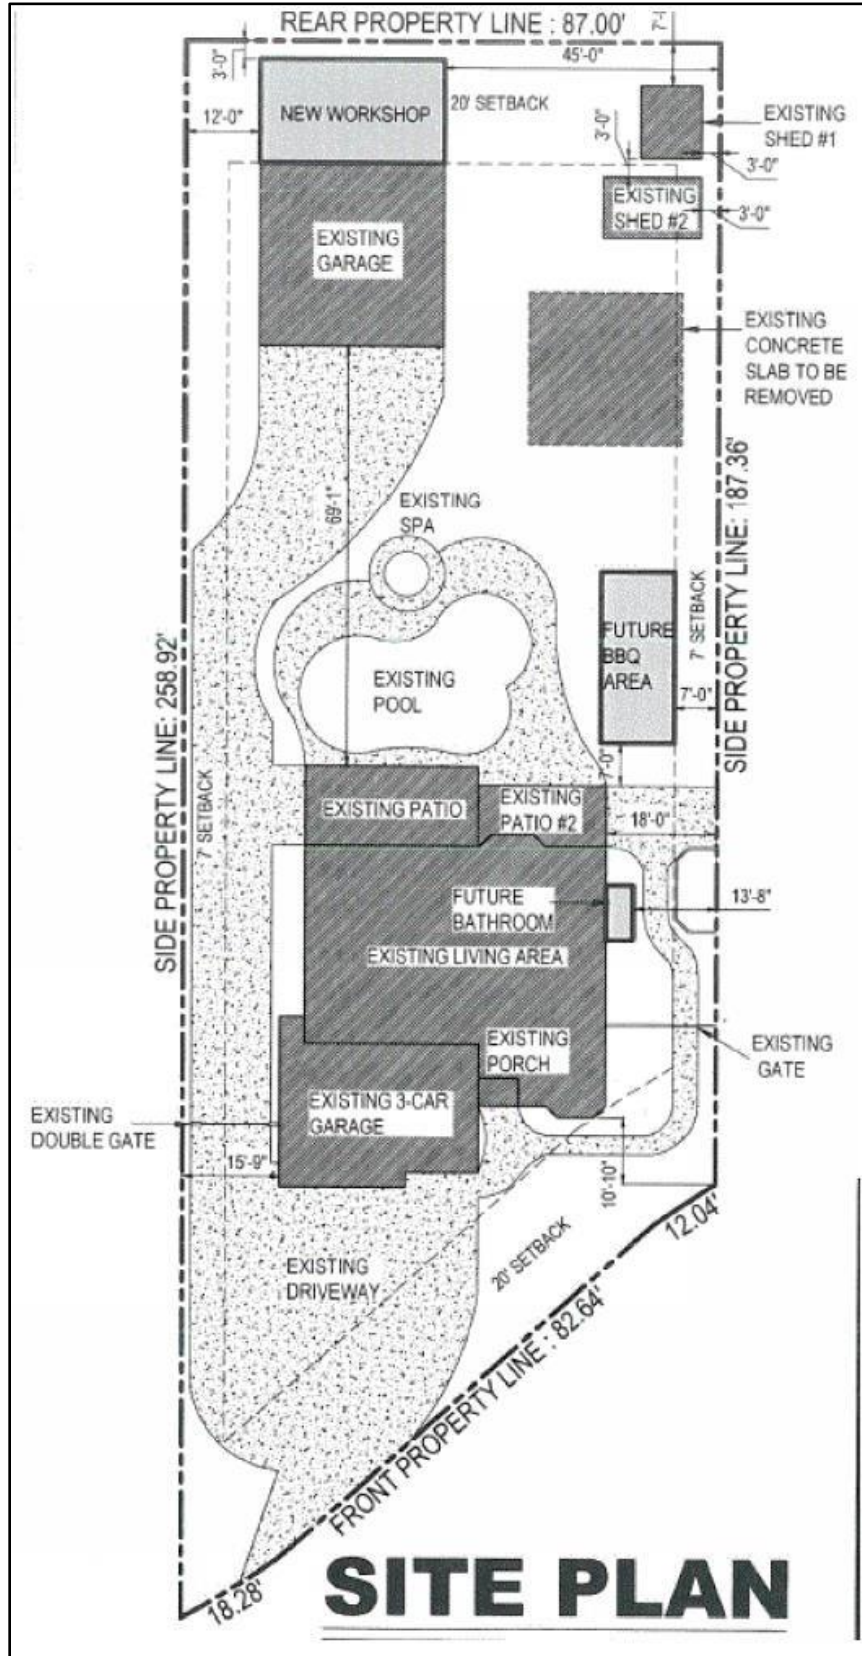 REAR PROPERTY LINE : 87.00'
3'-0"
45'-0"
NEW WORKSHOP
20' SETBACK
12'-0"
EXISTING
SHED #1
3'-0"
3'-0"
EXISTING
SHED #2
3'-0"
EXISTING
GARAGE
EXISTING
CONCRETE
SLAB TO BE
REMOVED
69'-1"
EXISTING
SPA
SIDE PROPERTY LINE: 187.36'
7' SETBACK
FUTURE
BBQ
AREA
7'-0"
SIDE PROPERTY LINE: 258.92'
EXISTING
POOL
7'-0"
7' SETBACK
EXISTING PATIO
EXISTING
PATIO #2
18'-0"
FUTURE
BATHROOM
13'-8"
EXISTING LIVING AREA
EXISTING
PORCH
EXISTING
GATE
EXISTING
DOUBLE GATE
EXISTING 3-CAR
GARAGE
15'-9"
10'-10"
12.04'
20' SETBACK
EXISTING
DRIVEWAY
FRONT PROPERTY LINE : 82.64'
18.28'
SITE PLAN